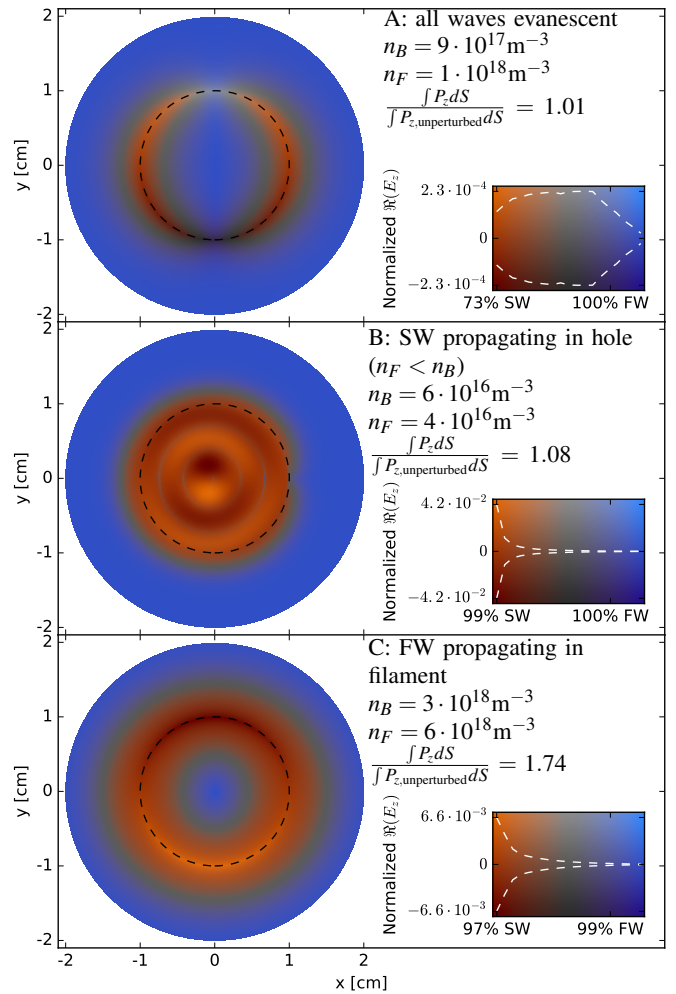 A: all waves evanescent
n_B = 9 · 10^17 m^−3
n_F = 1 · 10^18 m^−3
∫ P_z dS / ∫ P_z,unperturbed dS = 1.01
y [cm]
2
1
0
−1
−2
Normalized ℜ(E_z)
2.3 · 10^−4
0
−2.3 · 10^−4
73% SW 100% FW
B: SW propagating in hole
(n_F < n_B)
n_B = 6 · 10^16 m^−3
n_F = 4 · 10^16 m^−3
∫ P_z dS / ∫ P_z,unperturbed dS = 1.08
y [cm]
2
1
0
−1
−2
Normalized ℜ(E_z)
4.2 · 10^−2
0
−4.2 · 10^−2
99% SW 100% FW
C: FW propagating in
filament
n_B = 3 · 10^18 m^−3
n_F = 6 · 10^18 m^−3
∫ P_z dS / ∫ P_z,unperturbed dS = 1.74
y [cm]
2
1
0
−1
−2
Normalized ℜ(E_z)
6.6 · 10^−3
0
−6.6 · 10^−3
97% SW 99% FW
-2 -1 0 1 2
x [cm]